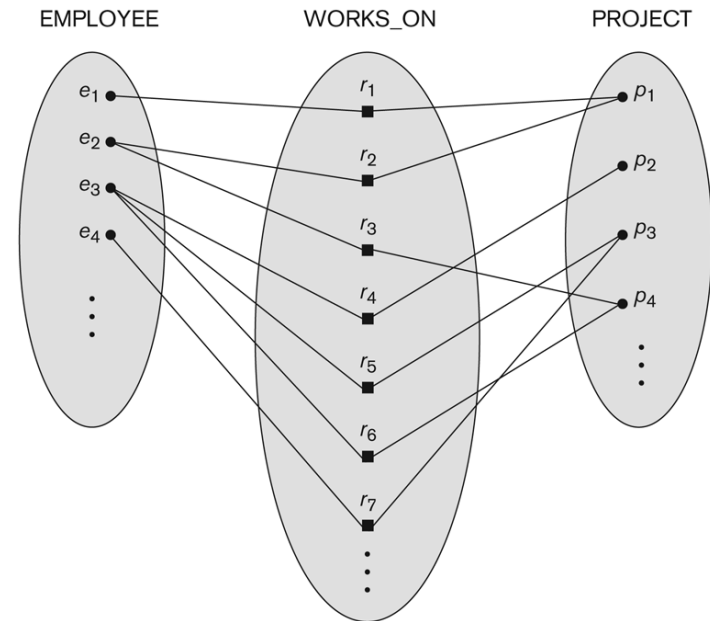 EMPLOYEE WORKS_ON PROJECT
e1
e2
e3
e4
r1
r2
r3
r4
r5
r6
r7
p1
p2
p3
p4